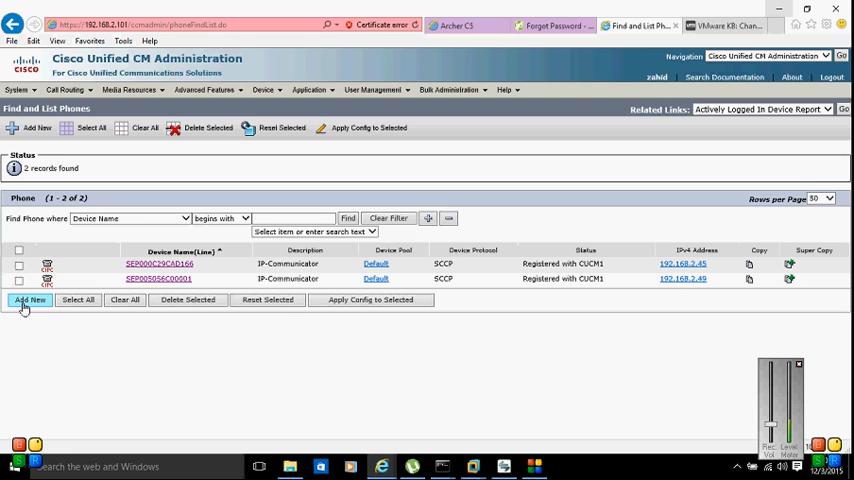 https://192.168.2.101/ccmadmin/phoneFindList.do
Certificate error
Archer C5
Forgot Password - ...
Find and List Ph...
VMware KB: Chan...
File Edit View Favorites Tools Help
CISCO
Cisco Unified CM Administration
For Cisco Unified Communications Solutions
Navigation Cisco Unified CM Administration Go
zahid Search Documentation About Logout
System Call Routing Media Resources Advanced Features Device Application User Management Bulk Administration Help
Find and List Phones
Related Links: Actively Logged In Device Report Go
Add New Select All Clear All Delete Selected Reset Selected Apply Config to Selected
Status
2 records found
Phone (1 - 2 of 2)
Rows per Page 50
Find Phone where Device Name begins with Find Clear Filter
Select item or enter search text
Device Name(Line) Description Device Pool Device Protocol Status IPv4 Address Copy Super Copy
CIPC SEP000C29CAD166 IP-Communicator Default SCCP Registered with CUCM1 192.168.2.45
CIPC SEP005056C00001 IP-Communicator Default SCCP Registered with CUCM1 192.168.2.49
Add New Select All Clear All Delete Selected Reset Selected Apply Config to Selected
Rec. Vol
Level Meter
S R
S R
Search the web and Windows
12/3/2015